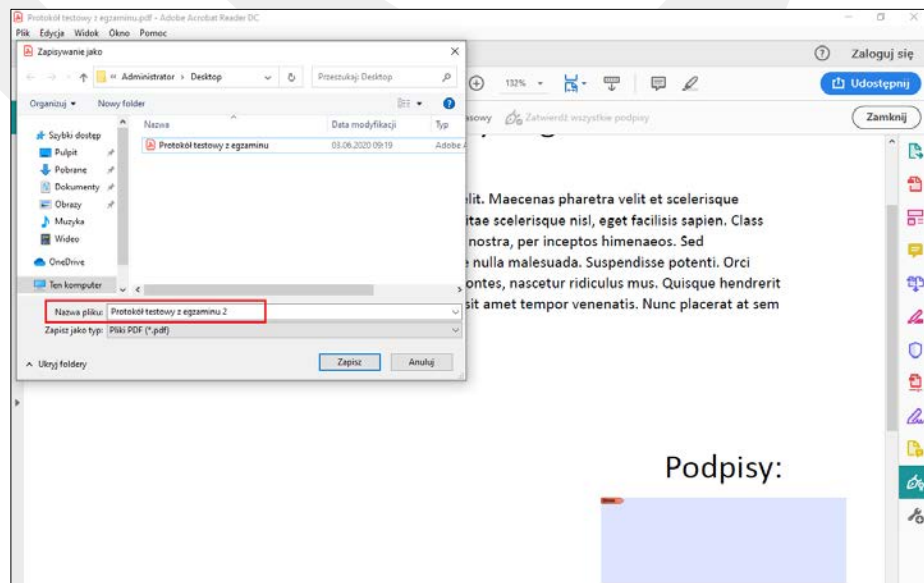 Protokół testowy z egzaminu.pdf - Adobe Acrobat Reader DC
Plik Edycja Widok Okno Pomoc
Zapisywanie jako
« Administrator › Desktop
Przeszukaj: Desktop
Organizuj
Nowy folder
Szybki dostęp
Pulpit
Pobrane
Dokumenty
Obrazy
Muzyka
Wideo
OneDrive
Ten komputer
Nazwa
Data modyfikacji
Typ
Protokół testowy z egzaminu
03.06.2020 09:19
Adobe A
Nazwa pliku: Protokół testowy z egzaminu 2
Zapisz jako typ: Pliki PDF (*.pdf)
Ukryj foldery
Zapisz
Anuluj
Zaloguj się
132%
Udostępnij
asowy
Zatwierdź wszystkie podpisy
Zamknij
elit. Maecenas pharetra velit et scelerisque
itae scelerisque nisl, eget facilisis sapien. Class
nostra, per inceptos himenaeos. Sed
nulla malesuada. Suspendisse potenti. Orci
ontes, nascetur ridiculus mus. Quisque hendrerit
sit amet tempor venenatis. Nunc placerat at sem
Podpisy: